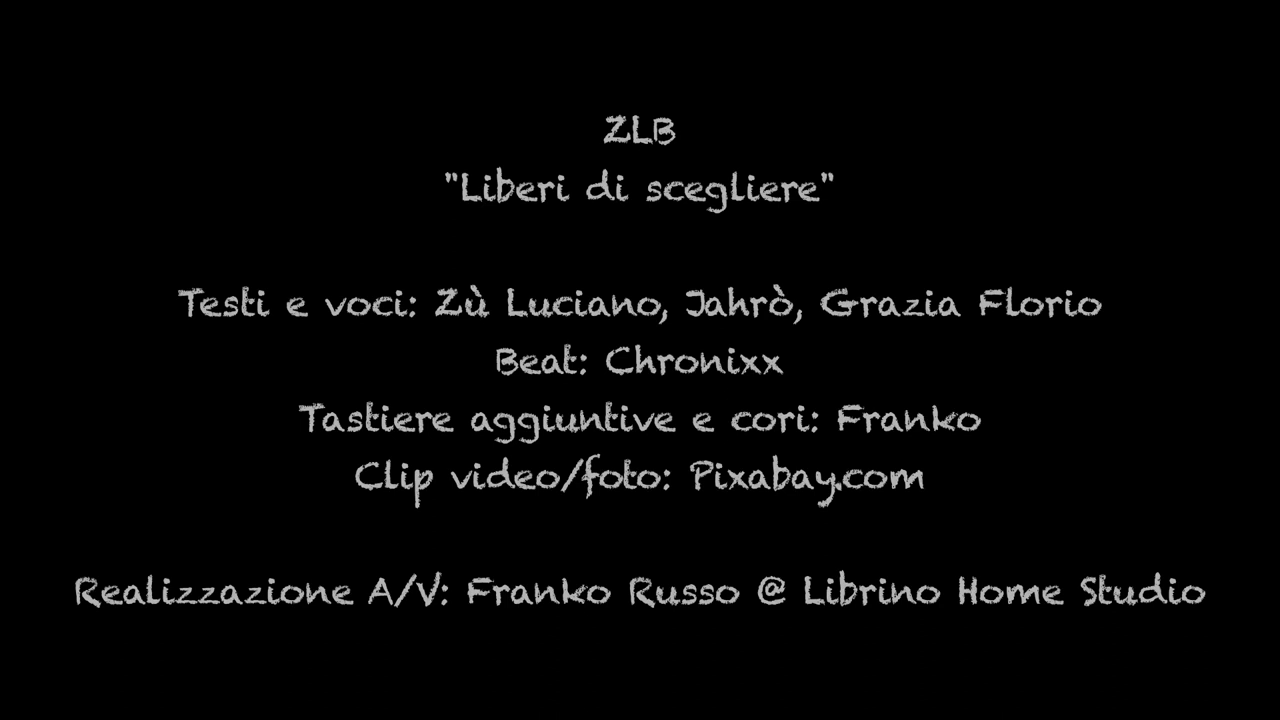 ZLB
"Liberi di scegliere"
Testi e voci: Zù Luciano, Jahrò, Grazia Florio
Beat: Chronixx
Tastiere aggiuntive e cori: Franko
Clip video/foto: Pixabay.com
Realizzazione A/V: Franko Russo @ Librino Home Studio